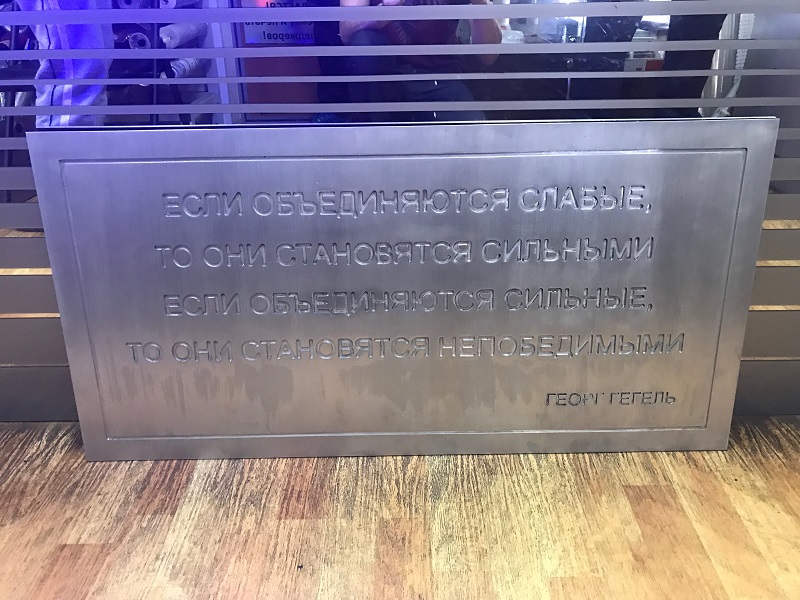 ЕСЛИ ОБЪЕДИНЯЮТСЯ СЛАБЫЕ,
ТО ОНИ СТАНОВЯТСЯ СИЛЬНЫМИ
ЕСЛИ ОБЪЕДИНЯЮТСЯ СИЛЬНЫЕ,
ТО ОНИ СТАНОВЯТСЯ НЕПОБЕДИМЫМИ
ГЕОРГ ГЕГЕЛЬ